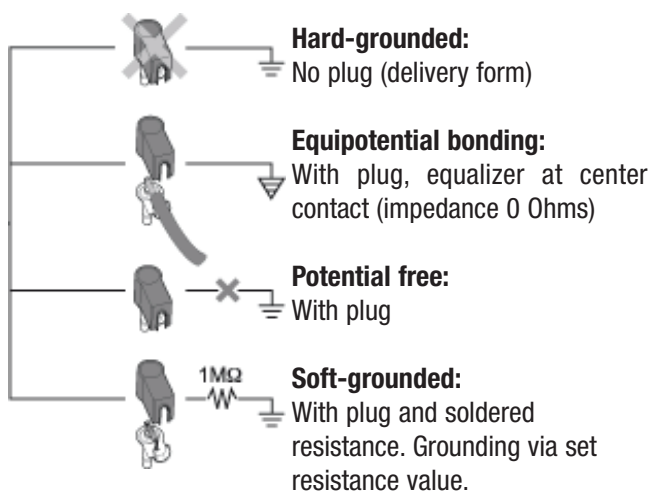 Hard-grounded:
No plug (delivery form)
Equipotential bonding:
With plug, equalizer at center
contact (impedance 0 Ohms)
Potential free:
With plug
1MΩ
Soft-grounded:
With plug and soldered
resistance. Grounding via set
resistance value.